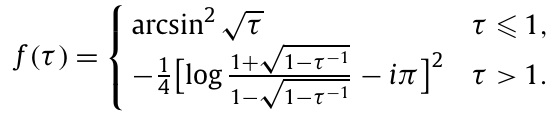 f(τ) = { arcsin² √τ    τ ⩽ 1,
−1/4 [log (1+√(1−τ⁻¹))/(1−√(1−τ⁻¹)) − iπ]²    τ > 1.